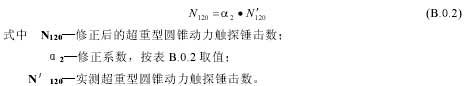 N₁₂₀=α₂●N′₁₂₀ (B.0.2)
式中 N₁₂₀—修正后的超重型圆锥动力触探锤击数;
α₂—修正系数,按表 B.0.2 取值;
N′₁₂₀—实测超重型圆锥动力触探锤击数。